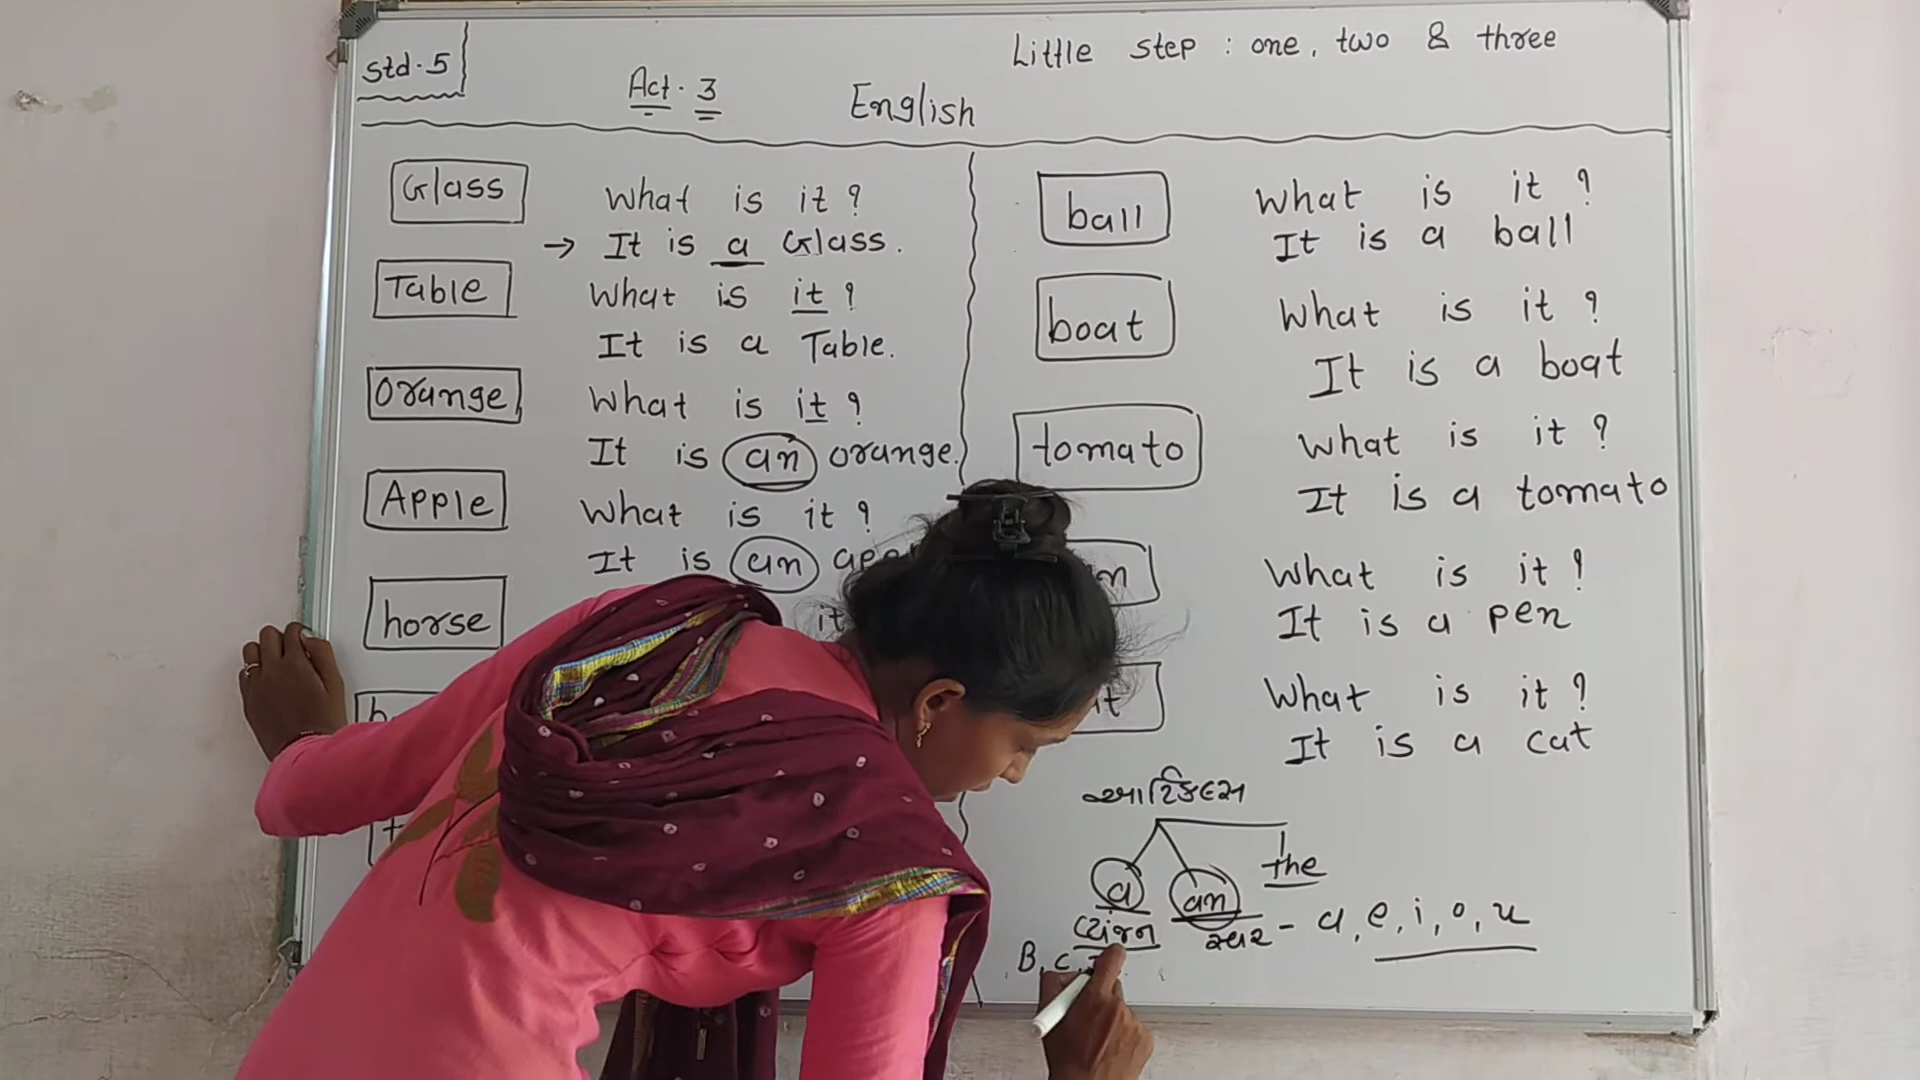 Std. 5
Act. 3
English
Little step : one, two & three
Glass
What is it ?
→ It is a Glass.
Table
What is it ?
It is a Table.
Orange
What is it ?
It is an orange.
Apple
What is it ?
It is an
horse
it
ball
What is it ?
It is a ball
boat
What is it ?
It is a boat
tomato
What is it ?
It is a tomato
What is it ?
It is a pen
What is it ?
It is a cat
આર્ટિકલ્સ
a an the
વ્યંજન સ્વર - a, e, i, o, u
B, C,